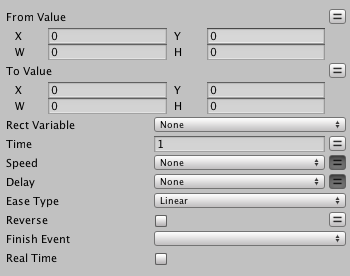 From Value
X 0 Y 0
W 0 H 0
To Value
X 0 Y 0
W 0 H 0
Rect Variable None
Time 1
Speed None
Delay None
Ease Type Linear
Reverse
Finish Event
Real Time